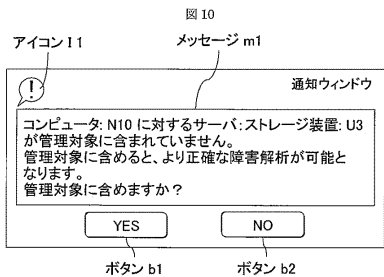 図10
アイコン I1
メッセージ m1
通知ウィンドウ
コンピュータ: N10 に対するサーバ:ストレージ装置: U3
が管理対象に含まれていません。
管理対象に含めると、より正確な障害解析が可能と
なります。
管理対象に含めますか？
YES
NO
ボタン b1
ボタン b2